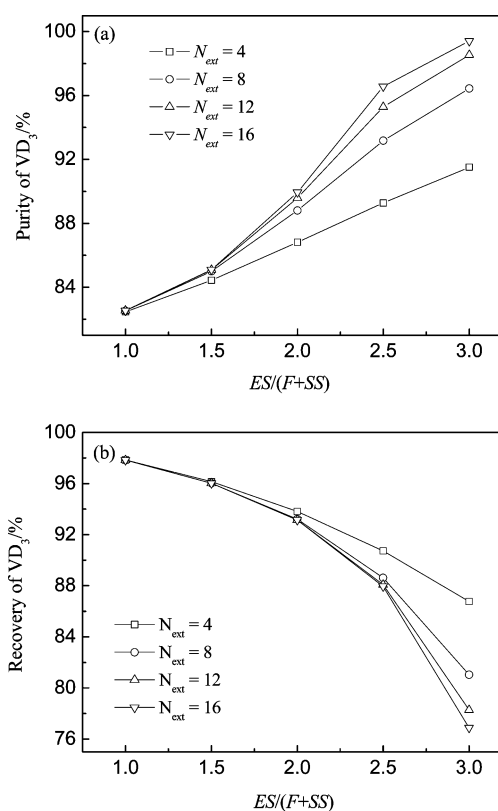 (a)
N_ext = 4
N_ext = 8
N_ext = 12
N_ext = 16
Purity of VD₃/%
100
96
92
88
84
1.0 1.5 2.0 2.5 3.0
ES/(F+SS)
(b)
Recovery of VD₃/%
100
96
92
88
84
80
76
N_ext = 4
N_ext = 8
N_ext = 12
N_ext = 16
1.0 1.5 2.0 2.5 3.0
ES/(F+SS)